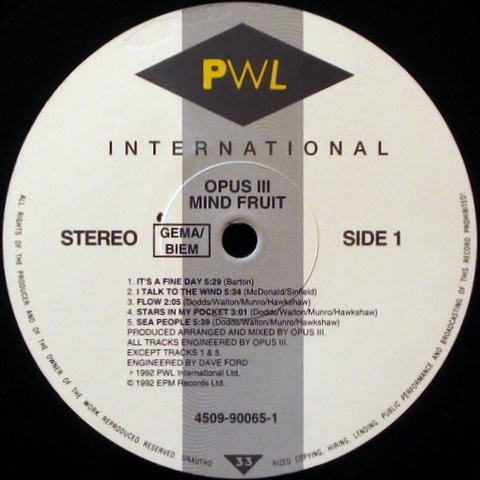 PWL
INTERNATIONAL
OPUS III
MIND FRUIT
STEREO
GEMA/
BIEM
SIDE 1
1. IT'S A FINE DAY 5:29 (Barton)
2. I TALK TO THE WIND 5:34 (McDonald/Sinfield)
3. FLOW 2:05 (Dodds/Walton/Munro/Hawkshaw)
4. STARS IN MY POCKET 3:01 (Dodds/Walton/Munro/Hawkshaw)
5. SEA PEOPLE 5:39 (Dodds/Walton/Munro/Hawkshaw)
PRODUCED ARRANGED AND MIXED BY OPUS III.
ALL TRACKS ENGINEERED BY OPUS III.
EXCEPT TRACKS 1 & 5.
ENGINEERED BY DAVE FORD
℗ 1992 PWL International Ltd.
© 1992 EPM Records Ltd.
4509-90065-1
33
ALL RIGHTS OF THE PRODUCER AND OF THE OWNER OF THE WORK REPRODUCED RESERVED. UNAUTHO RIZED COPYING, HIRING, LENDING, PUBLIC PERFORMANCE AND BROADCASTING OF THIS RECORD PROHIBITED!